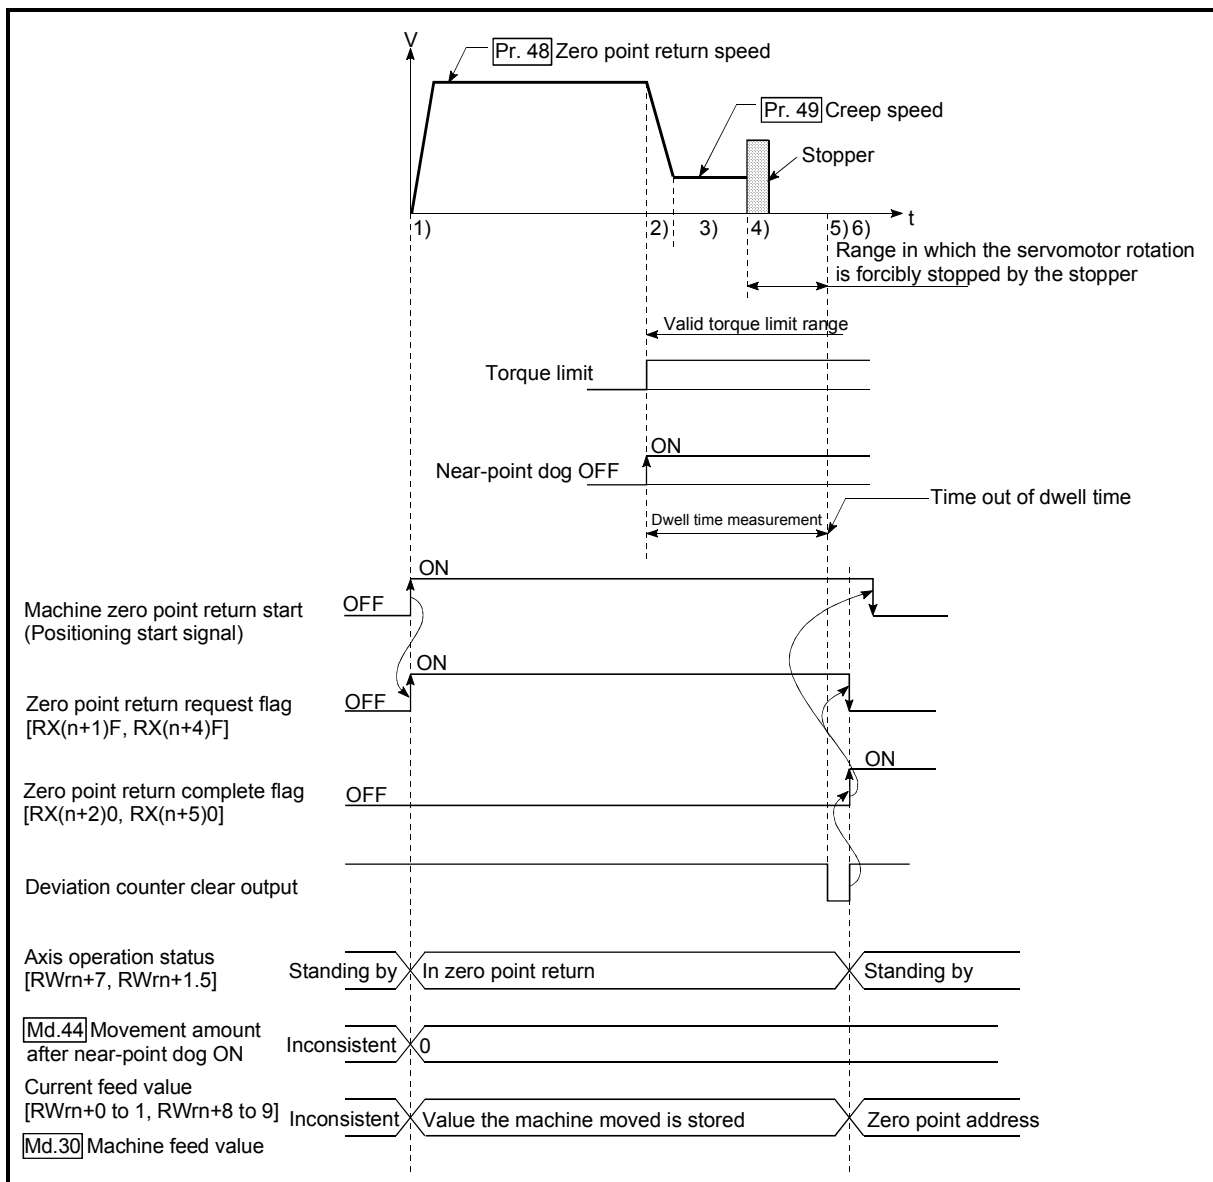 V
Pr. 48 Zero point return speed
Pr. 49 Creep speed
Stopper
t
1) 2) 3) 4) 5) 6)
Range in which the servomotor rotation
is forcibly stopped by the stopper
Valid torque limit range
Torque limit
ON
Near-point dog OFF
Time out of dwell time
Dwell time measurement
ON
Machine zero point return start
(Positioning start signal)
OFF
ON
Zero point return request flag
[RX(n+1)F, RX(n+4)F]
OFF
ON
Zero point return complete flag
[RX(n+2)0, RX(n+5)0]
OFF
Deviation counter clear output
Axis operation status
[RWrn+7, RWrn+1.5]
Standing by In zero point return Standing by
Md.44 Movement amount
after near-point dog ON
Inconsistent 0
Current feed value
[RWrn+0 to 1, RWrn+8 to 9]
Inconsistent Value the machine moved is stored Zero point address
Md.30 Machine feed value